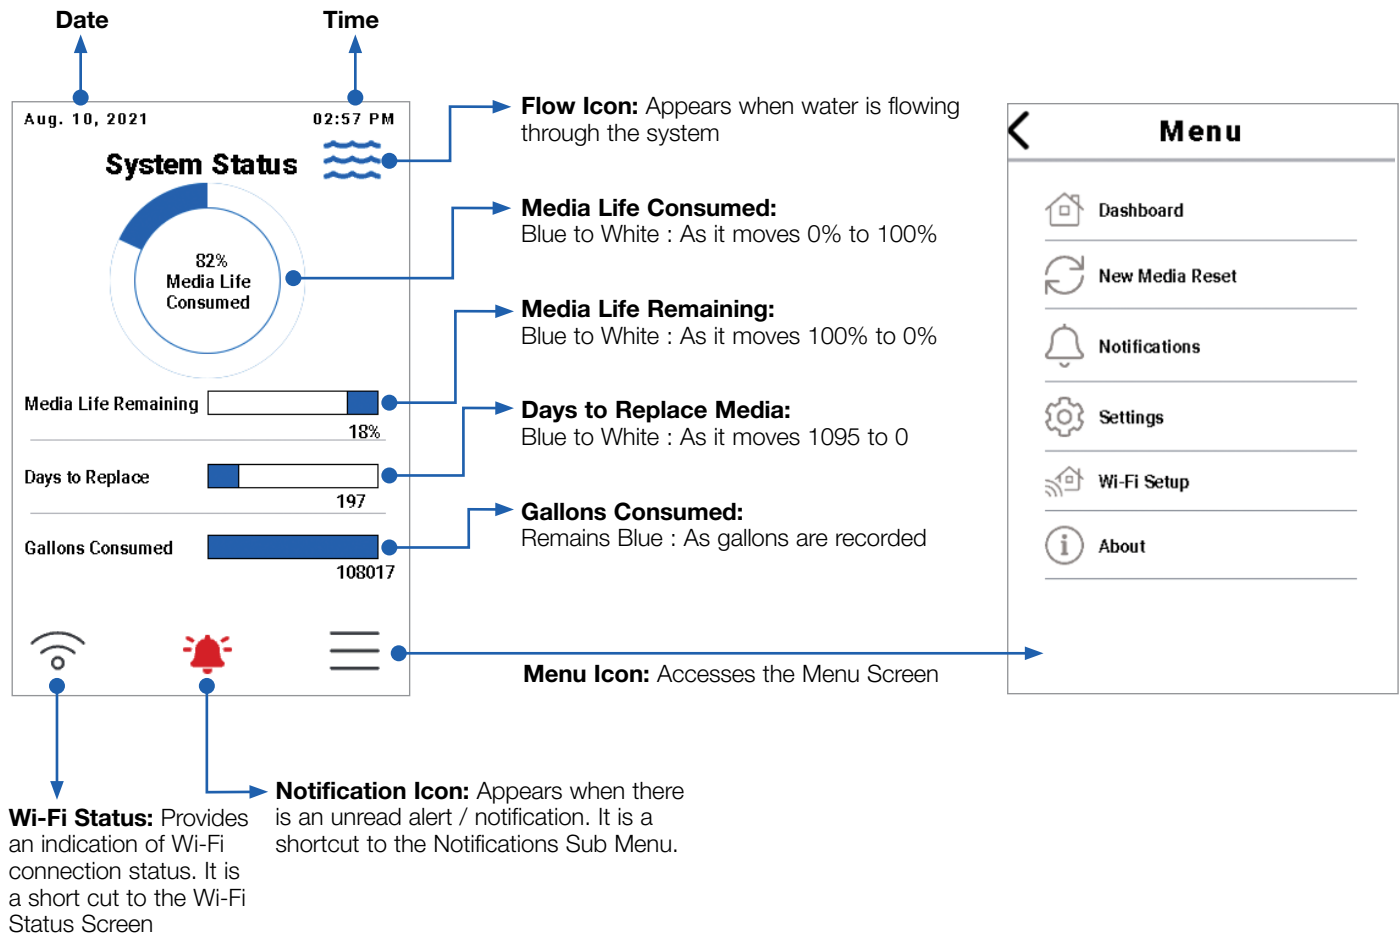 Date
Time
Aug. 10, 2021
02:57 PM
System Status
82%
Media Life
Consumed
Media Life Remaining
18%
Days to Replace
197
Gallons Consumed
108017
Flow Icon: Appears when water is flowing
through the system
Media Life Consumed:
Blue to White : As it moves 0% to 100%
Media Life Remaining:
Blue to White : As it moves 100% to 0%
Days to Replace Media:
Blue to White : As it moves 1095 to 0
Gallons Consumed:
Remains Blue : As gallons are recorded
Menu Icon: Accesses the Menu Screen
Menu
Dashboard
New Media Reset
Notifications
Settings
Wi-Fi Setup
About
Wi-Fi Status: Provides
an indication of Wi-Fi
connection status. It is
a short cut to the Wi-Fi
Status Screen
Notification Icon: Appears when there
is an unread alert / notification. It is a
shortcut to the Notifications Sub Menu.